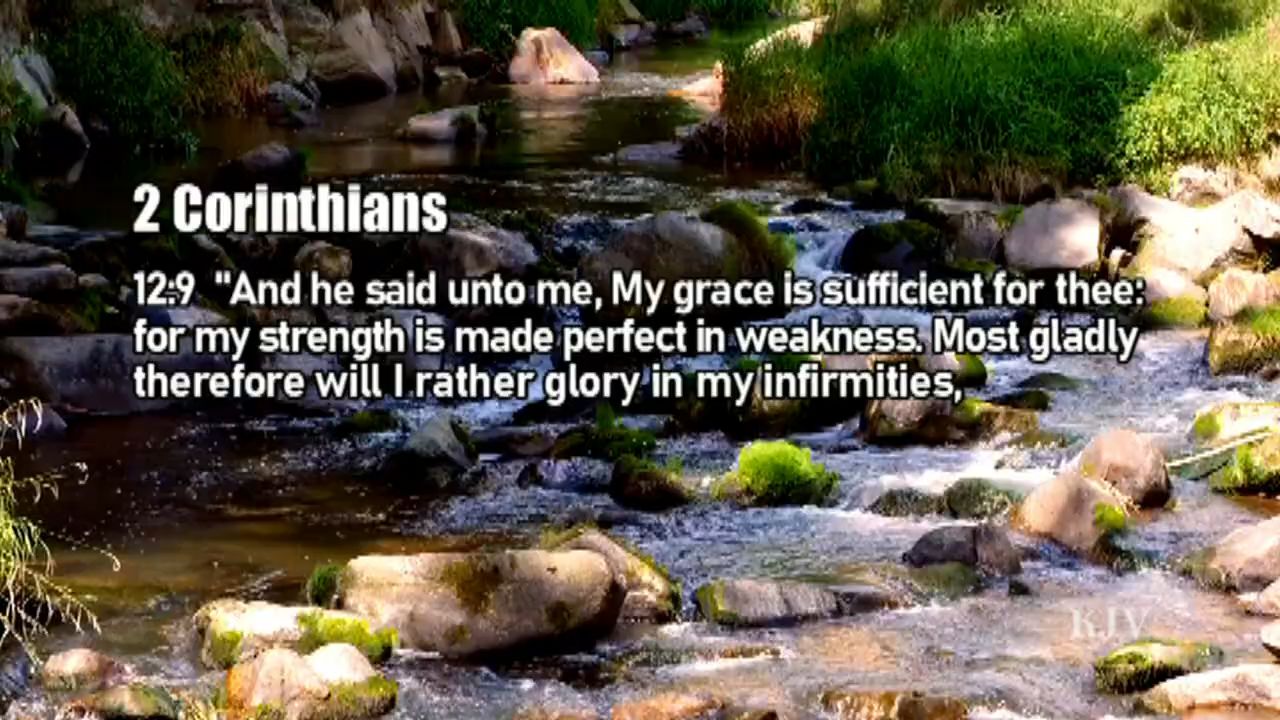 2 Corinthians
12:9 "And he said unto me, My grace is sufficient for thee:
for my strength is made perfect in weakness. Most gladly
therefore will I rather glory in my infirmities,
KJV